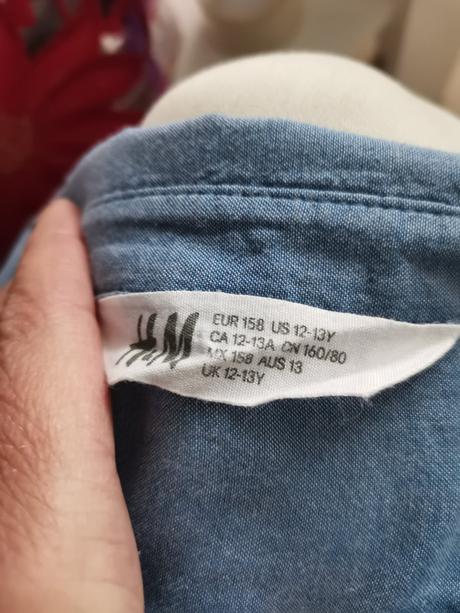 H&M
EUR 158 US 12-13Y
CA 12-13A CN 160/80
MX 158 AUS 13
UK 12-13Y